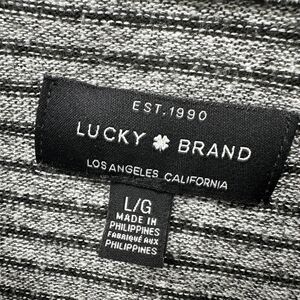 EST. 1990
LUCKY BRAND
LOS ANGELES, CALIFORNIA
L/G
MADE IN
PHILIPPINES
FABRIQUÉ AUX
PHILIPPINES